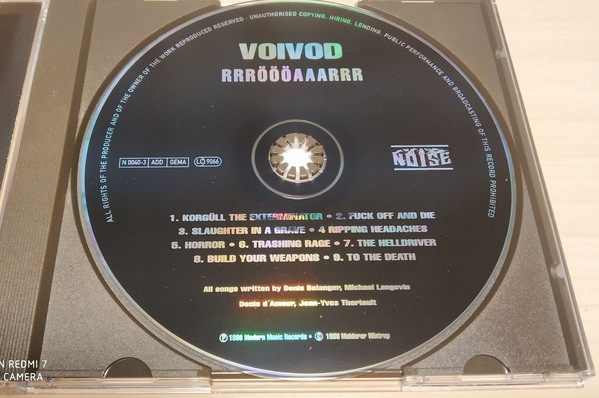 ALL RIGHTS OF THE PRODUCER AND OF THE OWNER OF THE WORK REPRODUCED RESERVED · UNAUTHORISED COPYING, HIRING, LENDING, PUBLIC PERFORMANCE AND BROADCASTING OF THIS RECORD PROHIBITED
VOIVOD
RRRÖÖÖAAARRR
N 0040-3 ADD GEMA LC 9066
NOISE
1. KORGÜLL THE EXTERMINATOR • 2. FUCK OFF AND DIE
3. SLAUGHTER IN A GRAVE • 4 RIPPING HEADACHES
5. HORROR • 6. TRASHING RAGE • 7. THE HELLDRIVER
8. BUILD YOUR WEAPONS • 9. TO THE DEATH
All songs written by Denis Belanger, Michael Langevin
Denis d'Amour, Jean-Yves Theriault
℗ 1986 Modern Music Records • © 1986
N REDMI 7
CAMERA